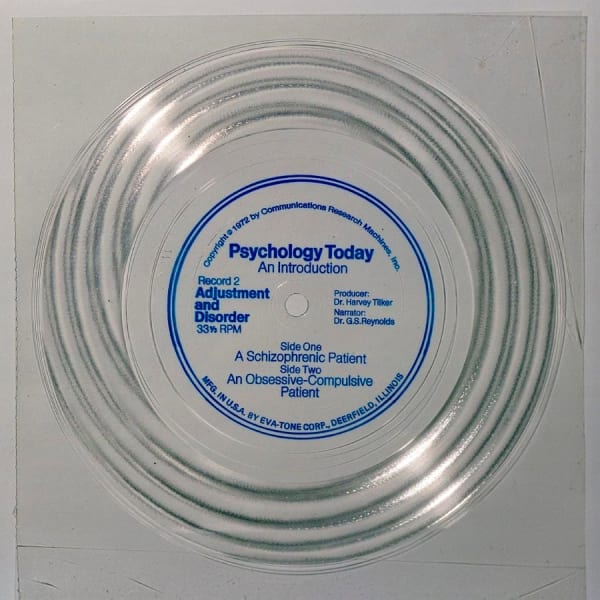 Copyright © 1972 by Communications Research Machines, Inc.
Psychology Today
An Introduction
Record 2
Adjustment
and
Disorder
33⅓ RPM
Producer:
Dr. Harvey Tilker
Narrator:
Dr. G.S. Reynolds
Side One
A Schizophrenic Patient
Side Two
An Obsessive-Compulsive
Patient
MFG. IN U.S.A. BY EVA-TONE CORP., DEERFIELD, ILLINOIS